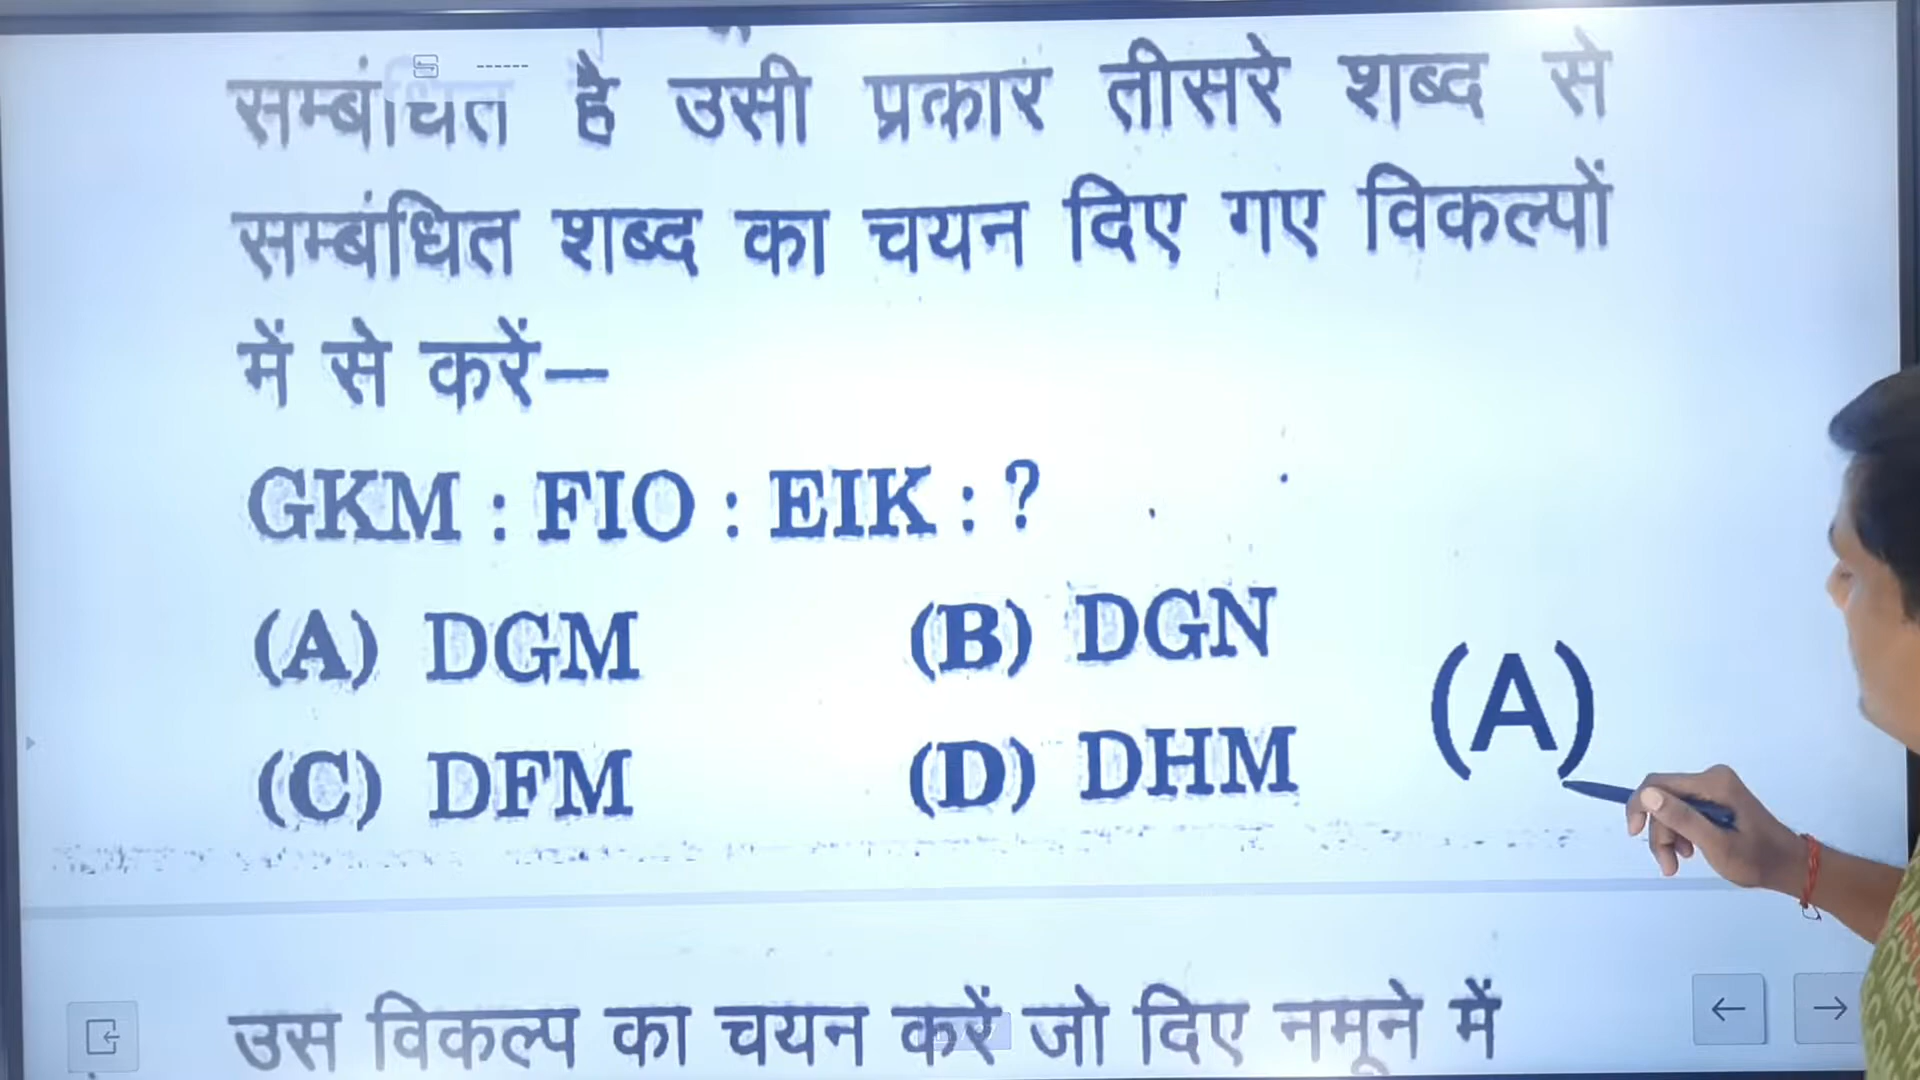 सम्बंधित है उसी प्रकार तीसरे शब्द से
सम्बंधित शब्द का चयन दिए गए विकल्पों
में से करें—
GKM : FIO : EIK : ?
(A) DGM (B) DGN
(C) DFM (D) DHM
(A)
उस विकल्प का चयन करें जो दिए नमूने में